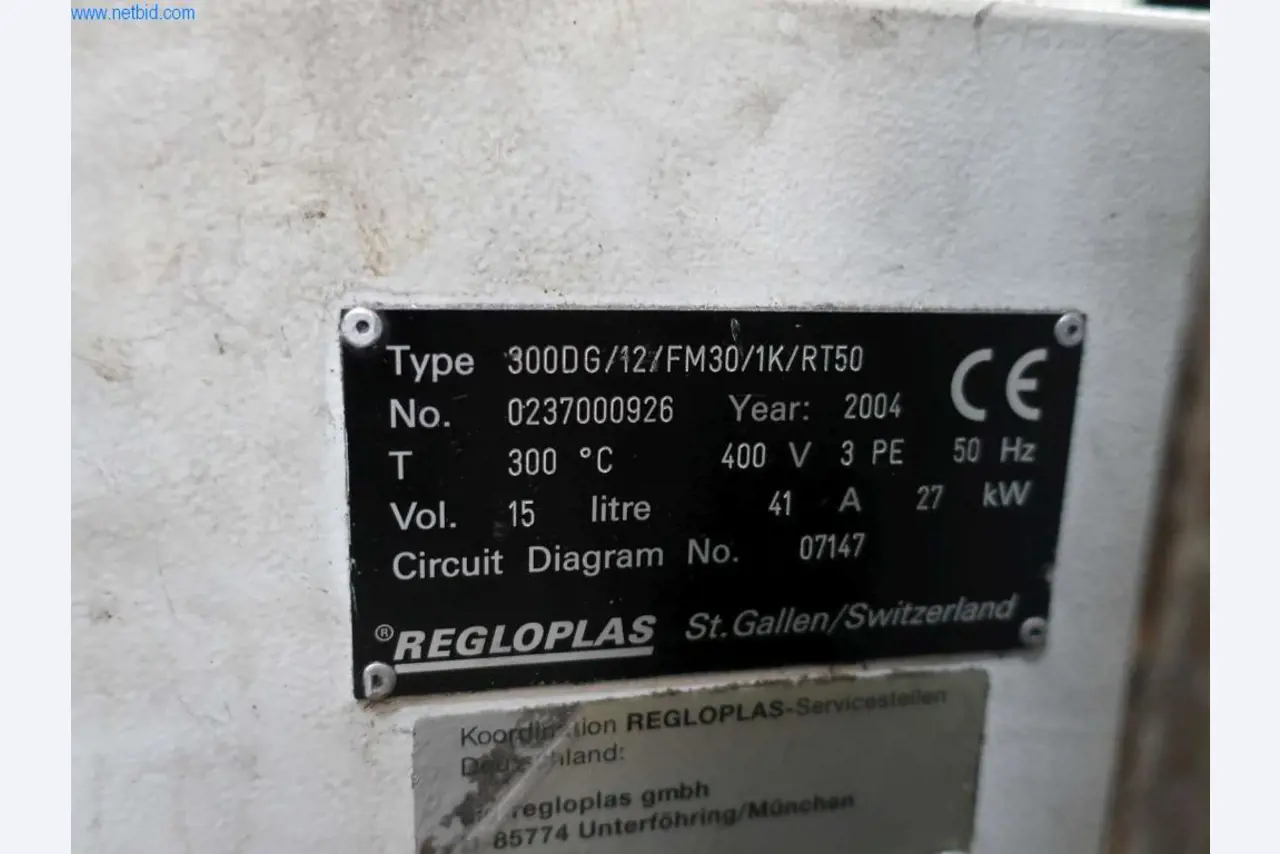 www.netbid.com
Type 300DG/12/FM30/1K/RT50
No. 0237000926 Year: 2004
T 300 °C 400 V 3 PE 50 Hz
Vol. 15 litre 41 A 27 kW
Circuit Diagram No. 07147
CE
®REGLOPLAS St. Gallen/Switzerland
Koordination REGLOPLAS-Servicestellen
Deutschland:
regloplas gmbh
85774 Unterföhring/München